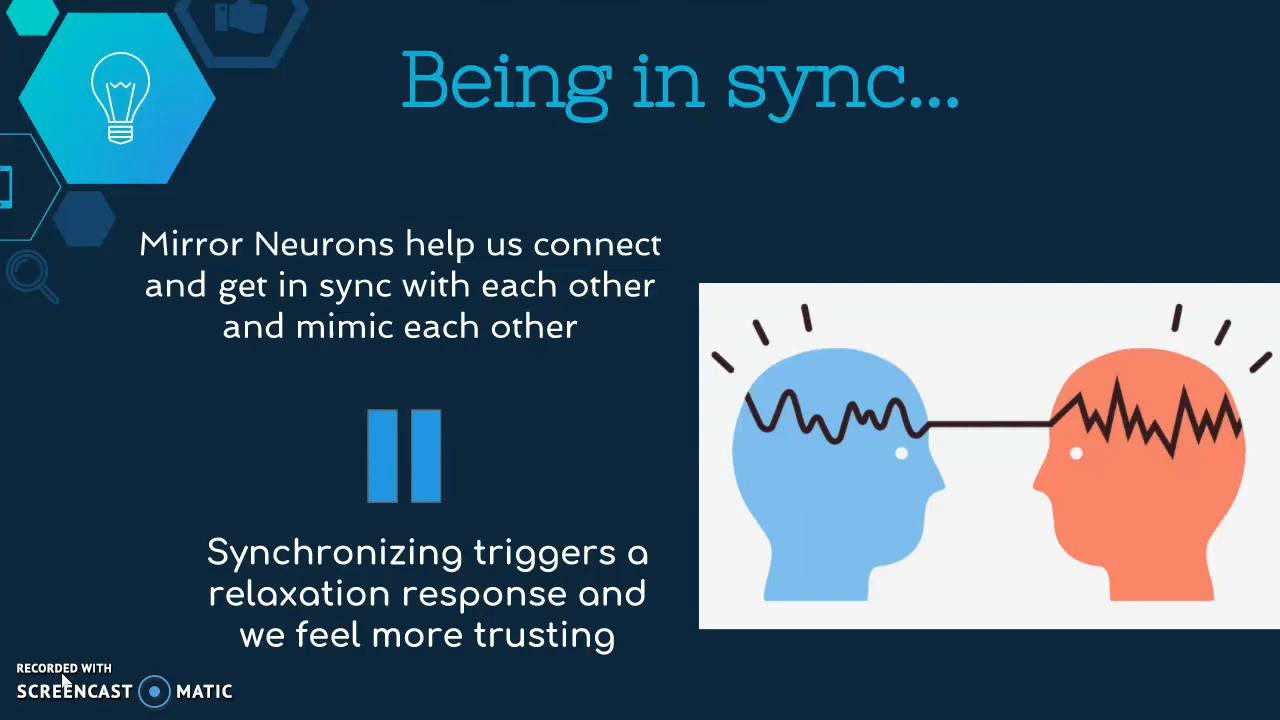 Being in sync...
Mirror Neurons help us connect
and get in sync with each other
and mimic each other
Synchronizing triggers a
relaxation response and
we feel more trusting
RECORDED WITH
SCREENCAST MATIC